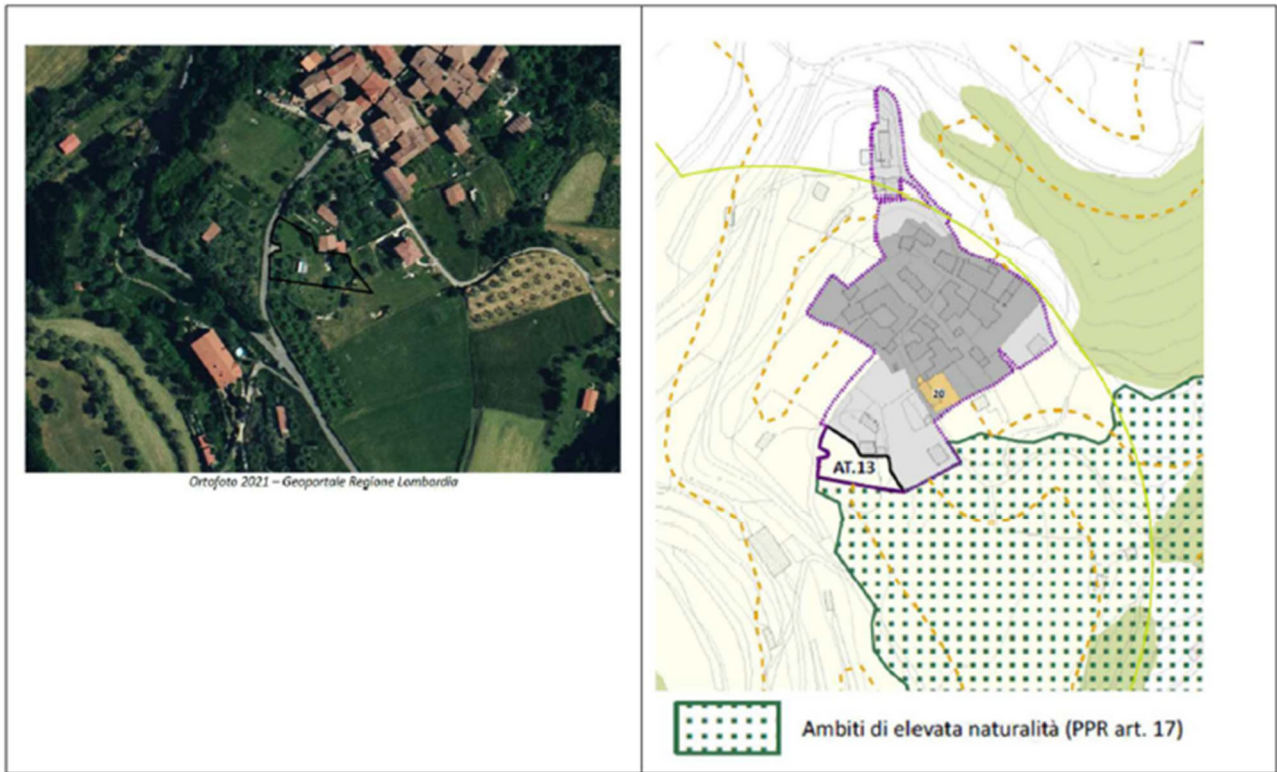 Ortofoto 2021 – Geoportale Regione Lombardia
20
AT.13
Ambiti di elevata naturalità (PPR art. 17)